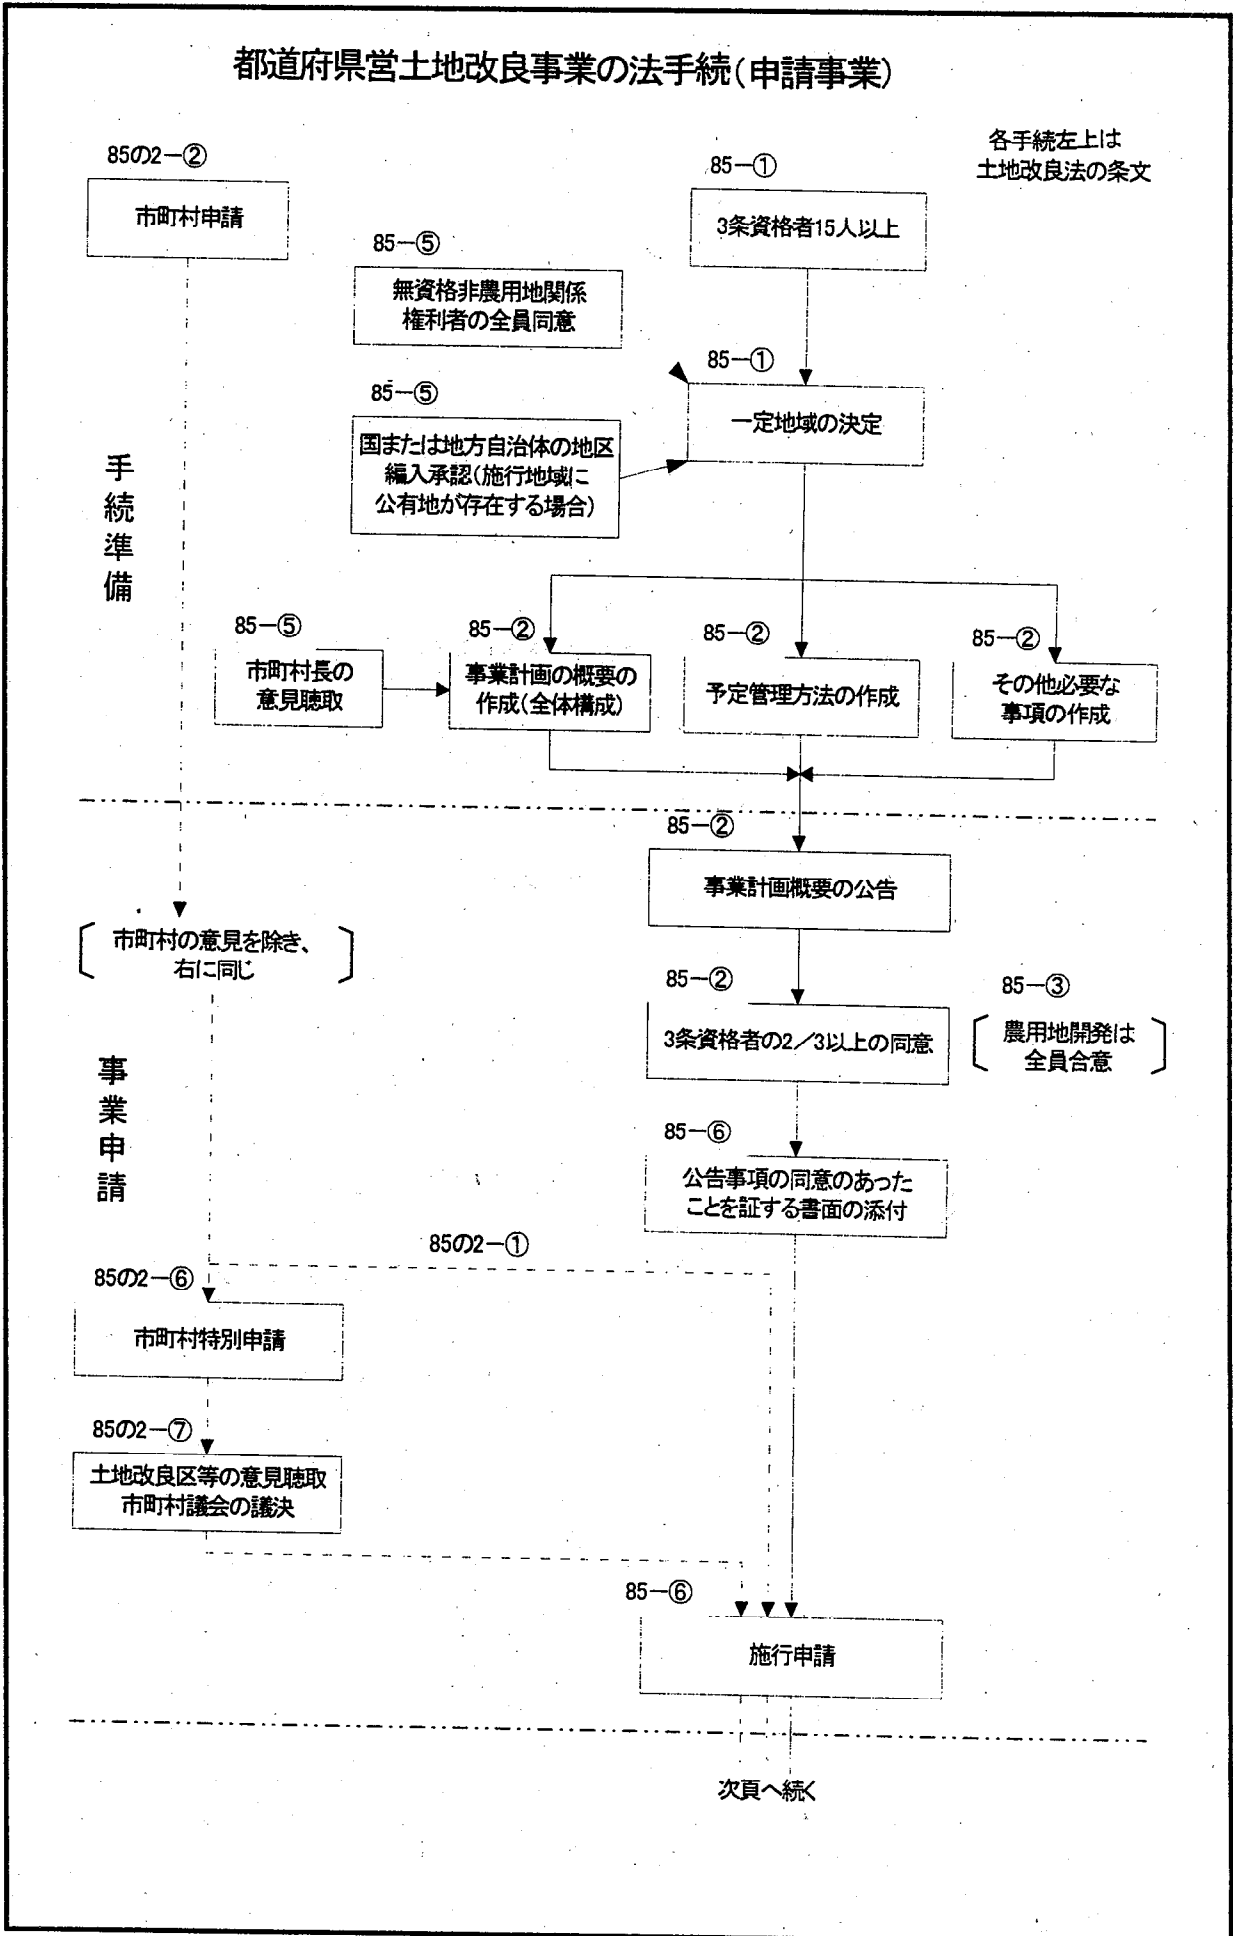 都道府県営土地改良事業の法手続(申請事業)
各手続左上は
土地改良法の条文
85の2―②
市町村申請
85―①
3条資格者15人以上
85―⑤
無資格非農用地関係
権利者の全員同意
85―①
一定地域の決定
85―⑤
国または地方自治体の地区
編入承認(施行地域に
公有地が存在する場合)
手続準備
85―⑤
市町村長の
意見聴取
85―②
事業計画の概要の
作成(全体構成)
85―②
予定管理方法の作成
85―②
その他必要な
事項の作成
85―②
事業計画概要の公告
市町村の意見を除き、
右に同じ
85―②
3条資格者の2/3以上の同意
85―③
農用地開発は
全員合意
事業申請
85―⑥
公告事項の同意のあった
ことを証する書面の添付
85の2―①
85の2―⑥
市町村特別申請
85の2―⑦
土地改良区等の意見聴取
市町村議会の議決
85―⑥
施行申請
次頁へ続く